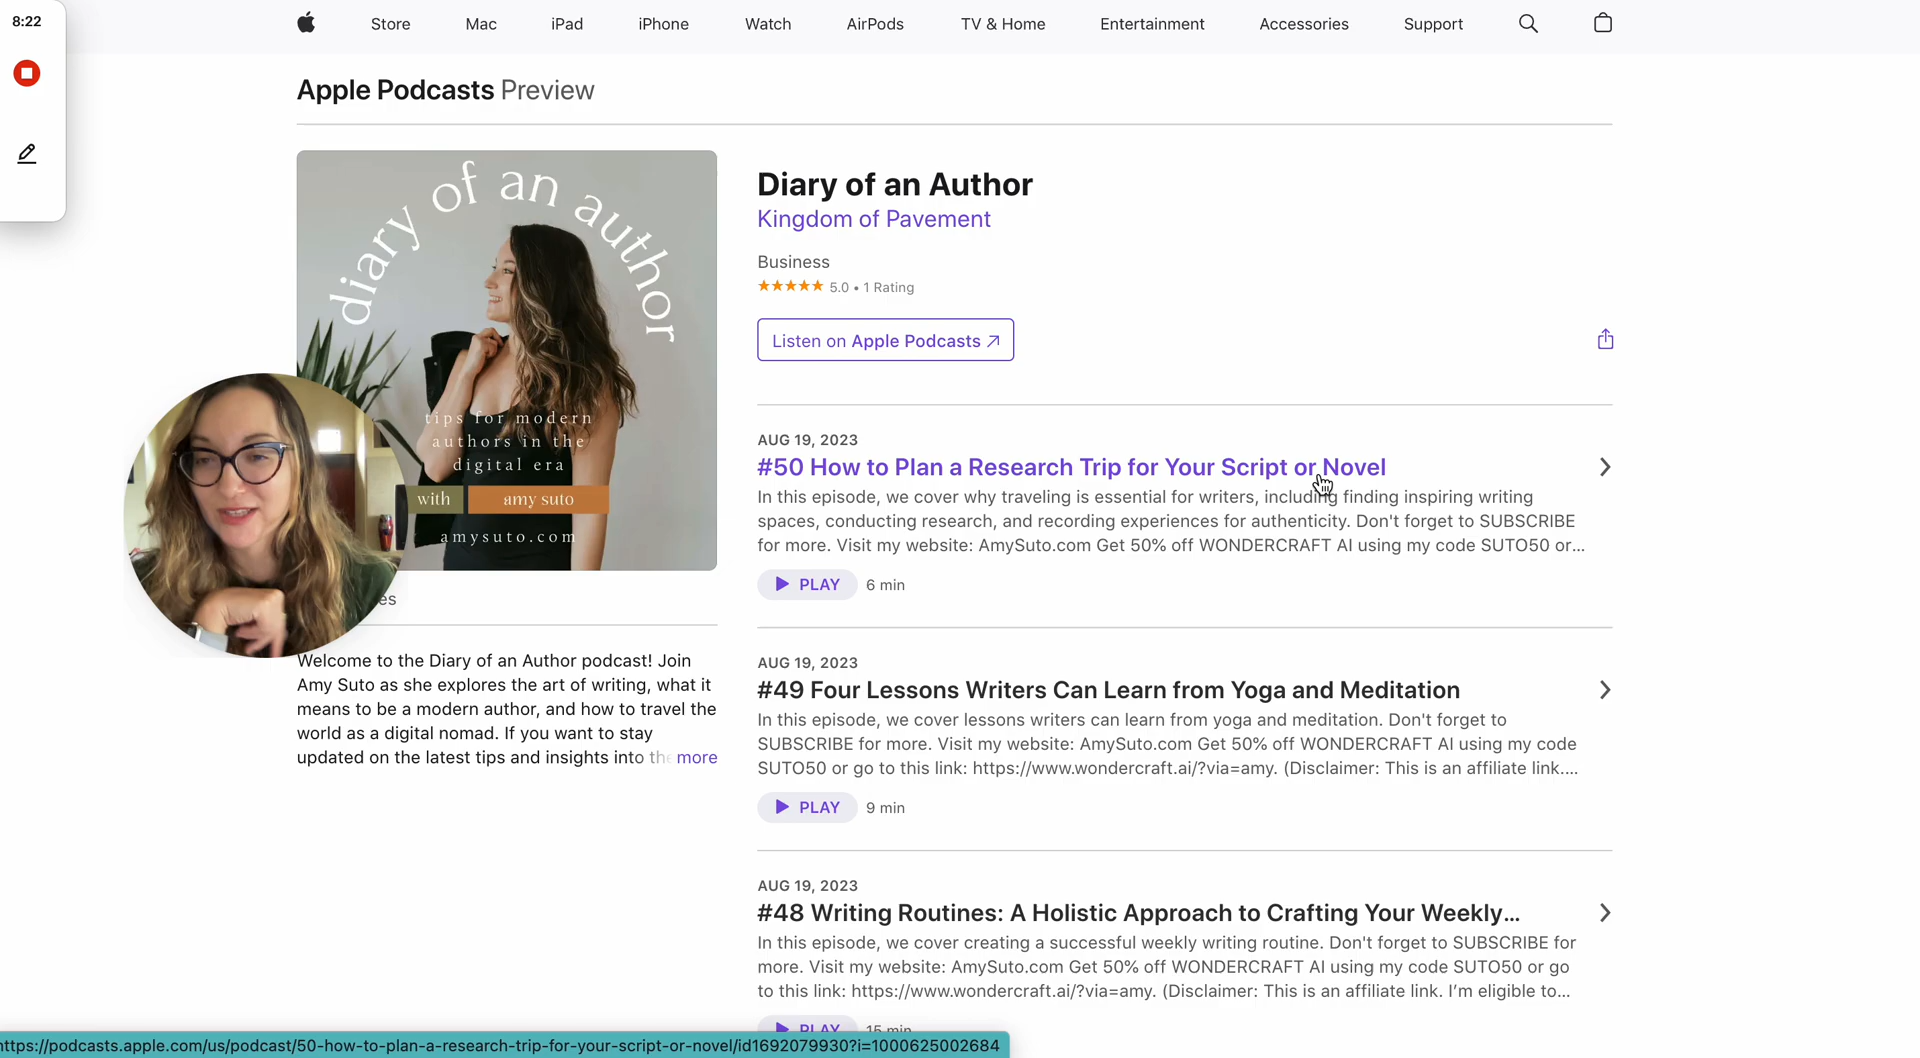 8:22
Store Mac iPad iPhone Watch AirPods TV & Home Entertainment Accessories Support
Apple Podcasts Preview
diary of an author
tips for modern
authors in the
digital era
with amy suto
amysuto.com
es
Welcome to the Diary of an Author podcast! Join
Amy Suto as she explores the art of writing, what it
means to be a modern author, and how to travel the
world as a digital nomad. If you want to stay
updated on the latest tips and insights into the more
Diary of an Author
Kingdom of Pavement
Business
★★★★★ 5.0 • 1 Rating
Listen on Apple Podcasts ↗
AUG 19, 2023
#50 How to Plan a Research Trip for Your Script or Novel
In this episode, we cover why traveling is essential for writers, including finding inspiring writing
spaces, conducting research, and recording experiences for authenticity. Don't forget to SUBSCRIBE
for more. Visit my website: AmySuto.com Get 50% off WONDERCRAFT AI using my code SUTO50 or...
PLAY 6 min
AUG 19, 2023
#49 Four Lessons Writers Can Learn from Yoga and Meditation
In this episode, we cover lessons writers can learn from yoga and meditation. Don't forget to
SUBSCRIBE for more. Visit my website: AmySuto.com Get 50% off WONDERCRAFT AI using my code
SUTO50 or go to this link: https://www.wondercraft.ai/?via=amy. (Disclaimer: This is an affiliate link....
PLAY 9 min
AUG 19, 2023
#48 Writing Routines: A Holistic Approach to Crafting Your Weekly...
In this episode, we cover creating a successful weekly writing routine. Don't forget to SUBSCRIBE for
more. Visit my website: AmySuto.com Get 50% off WONDERCRAFT AI using my code SUTO50 or go
to this link: https://www.wondercraft.ai/?via=amy. (Disclaimer: This is an affiliate link. I'm eligible to...
PLAY 15 min
https://podcasts.apple.com/us/podcast/50-how-to-plan-a-research-trip-for-your-script-or-novel/id1692079930?i=1000625002684